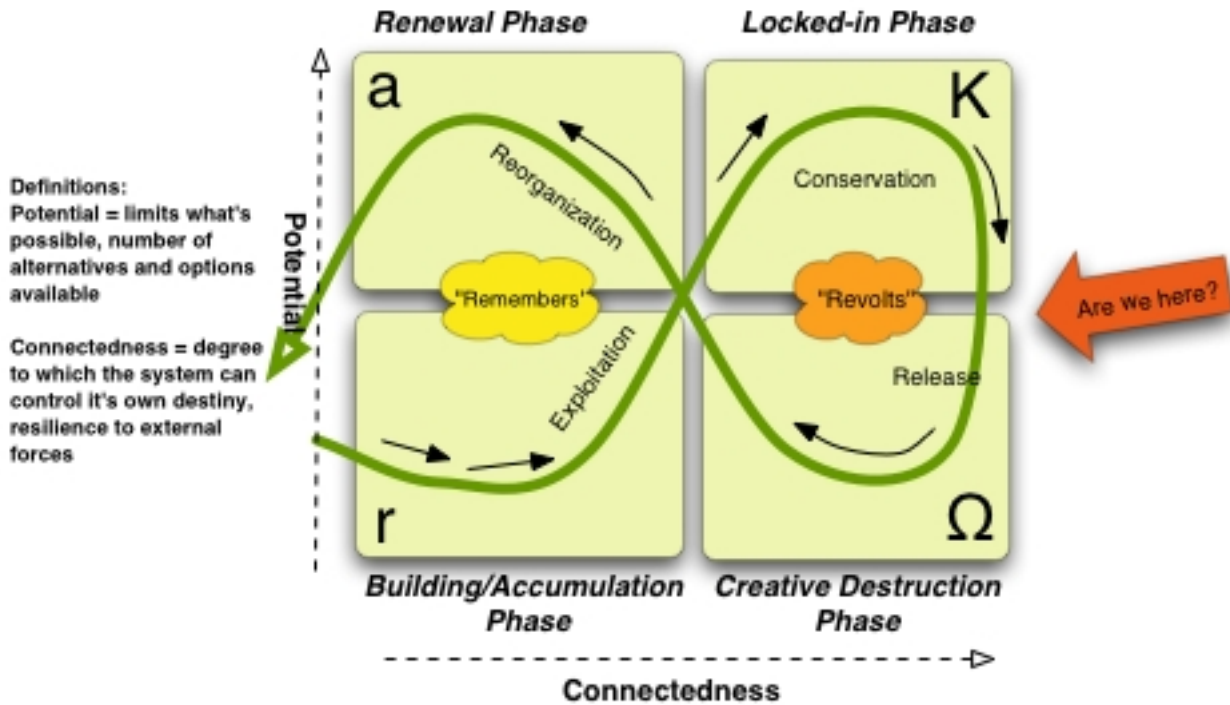 Renewal Phase
Locked-in Phase
a
K
Reorganization
Conservation
Definitions:
Potential = limits what's
possible, number of
alternatives and options
available
Connectedness = degree
to which the system can
control it's own destiny,
resilience to external
forces
Potential
"Remembers"
"Revolts"
Are we here?
Exploitation
Release
r
Ω
Building/Accumulation
Phase
Creative Destruction
Phase
Connectedness